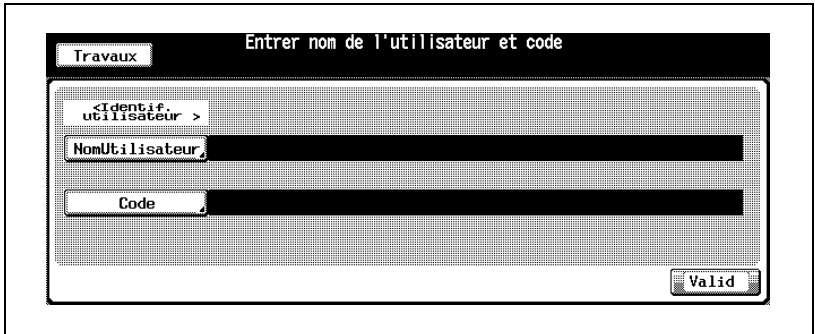 Entrer nom de l'utilisateur et code
Travaux
<Identif.
utilisateur >
NomUtilisateur
Code
Valid